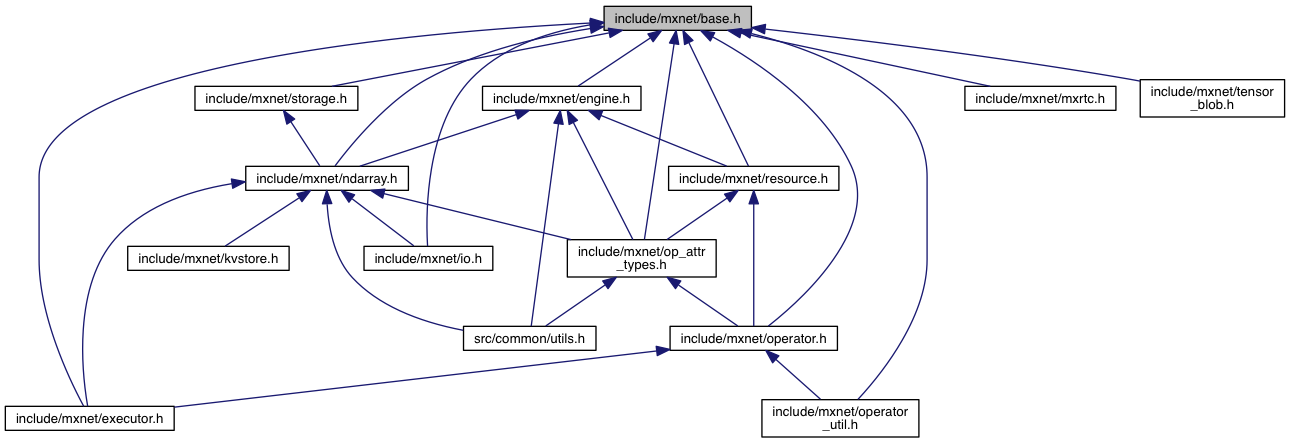 include/mxnet/base.h
include/mxnet/storage.h
include/mxnet/engine.h
include/mxnet/mxrtc.h
include/mxnet/tensor
_blob.h
include/mxnet/ndarray.h
include/mxnet/resource.h
include/mxnet/kvstore.h
include/mxnet/io.h
include/mxnet/op_attr
_types.h
src/common/utils.h
include/mxnet/operator.h
include/mxnet/executor.h
include/mxnet/operator
_util.h